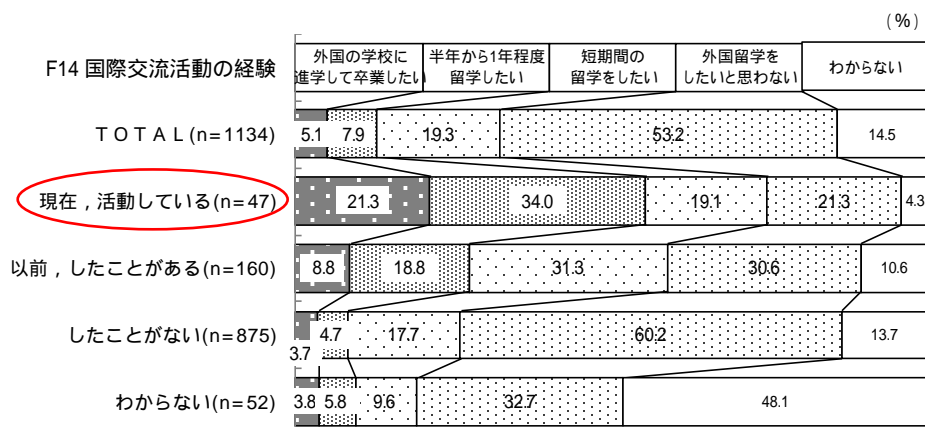 (％)
F14 国際交流活動の経験
外国の学校に
進学して卒業したい
半年から1年程度
留学したい
短期間の
留学をしたい
外国留学を
したいと思わない
わからない
ＴＯＴＡＬ(n=1134)
5.1 7.9 19.3 53.2 14.5
現在，活動している(n=47)
21.3 34.0 19.1 21.3 4.3
以前，したことがある(n=160)
8.8 18.8 31.3 30.6 10.6
したことがない(n=875)
3.7 4.7 17.7 60.2 13.7
わからない(n=52)
3.8 5.8 9.6 32.7 48.1